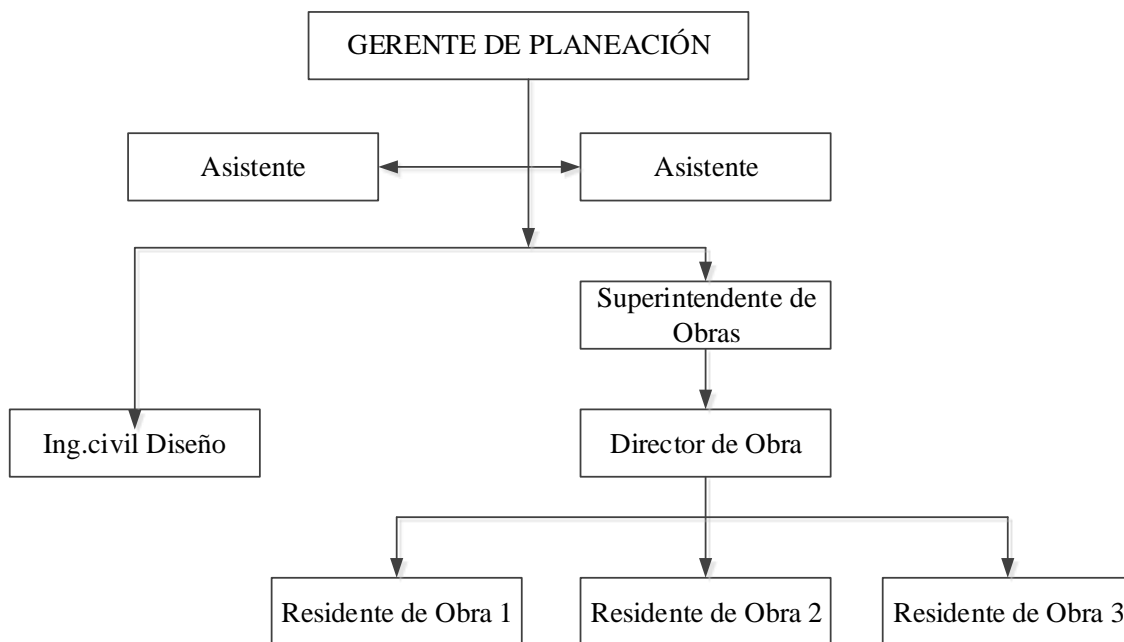 GERENTE DE PLANEACIÓN
Asistente
Asistente
Superintendente de
Obras
Ing.civil Diseño
Director de Obra
Residente de Obra 1
Residente de Obra 2
Residente de Obra 3